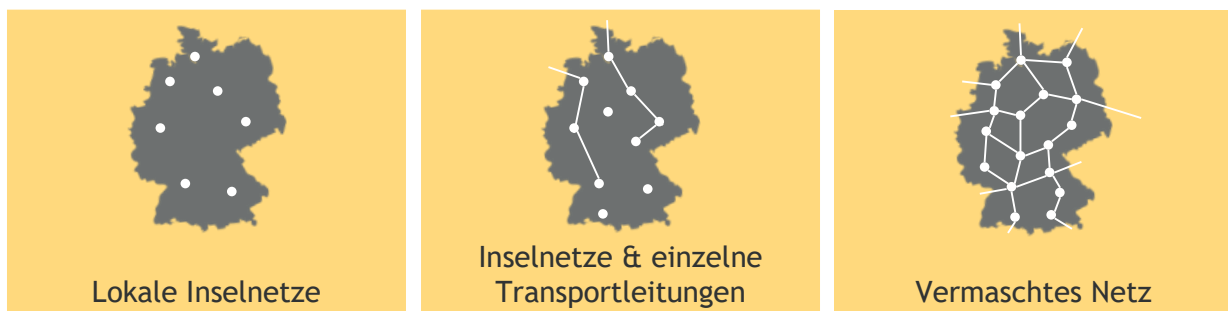 Lokale Inselnetze
Inselnetze & einzelne
Transportleitungen
Vermaschtes Netz